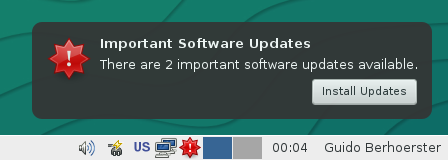 Important Software Updates
There are 2 important software updates available.
Install Updates
US 00:04 Guido Berhoerster